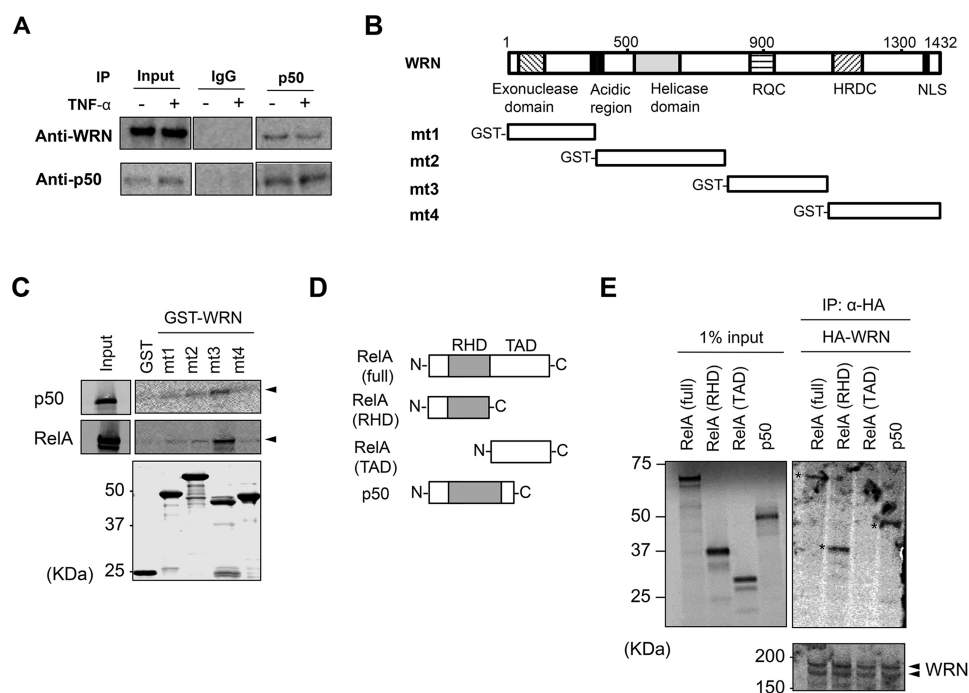 A
IP Input IgG p50
TNF-α - + - + - +
Anti-WRN
Anti-p50
B
1 500 900 1300 1432
WRN
Exonuclease domain Acidic region Helicase domain RQC HRDC NLS
mt1 GST-
mt2 GST-
mt3 GST-
mt4 GST-
C
GST-WRN
Input GST mt1 mt2 mt3 mt4
p50
RelA
50
37
25
(KDa)
D
RHD TAD
RelA (full) N- -C
RelA (RHD) N- -C
RelA (TAD) N- -C
p50 N- -C
E
IP: α-HA
1% input HA-WRN
RelA (full) RelA (RHD) RelA (TAD) p50 RelA (full) RelA (RHD) RelA (TAD) p50
75
*
50
*
37
*
25
(KDa)
200
WRN
150